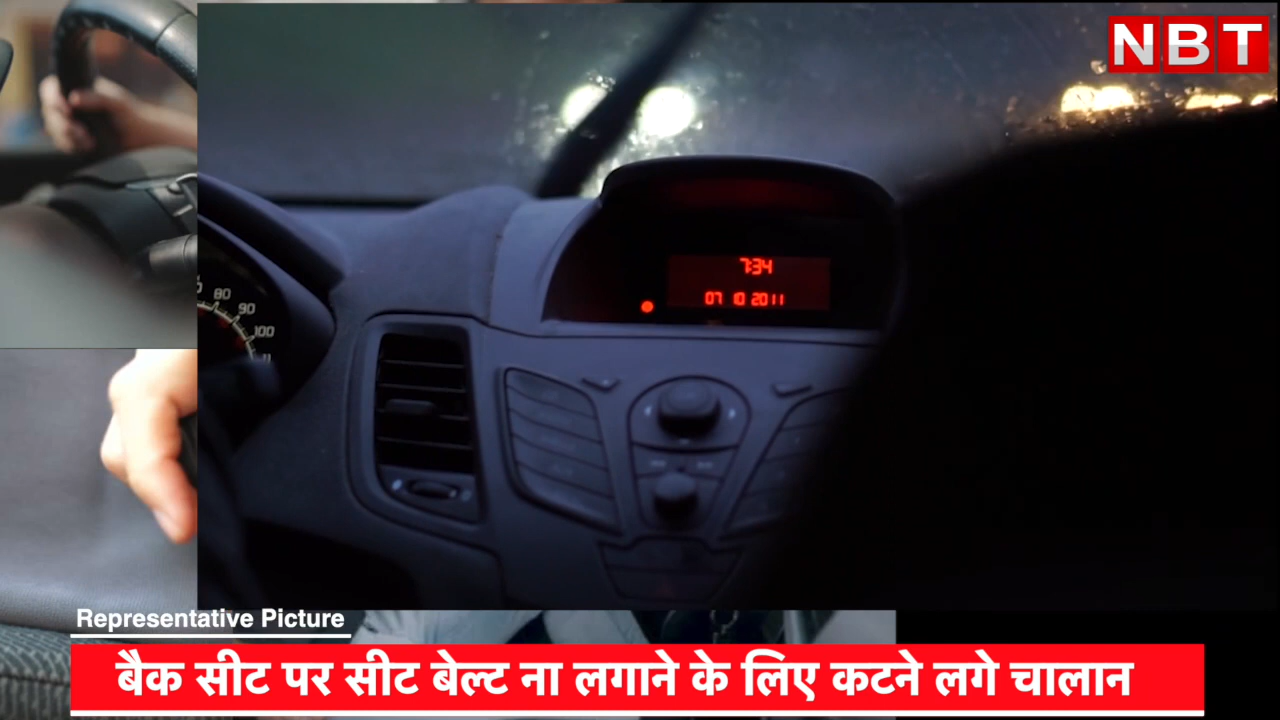 NBT
7:34
07 10 2011
80
90
100
Representative Picture
बैक सीट पर सीट बेल्ट ना लगाने के लिए कटने लगे चालान